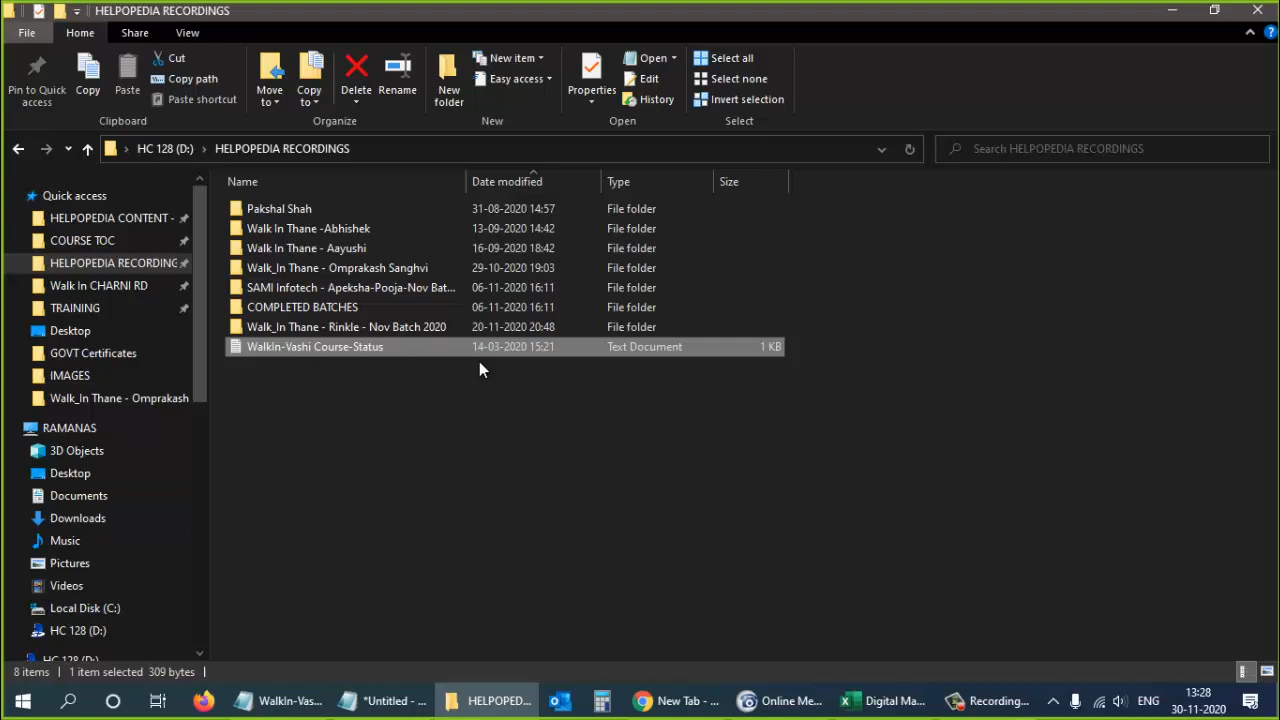 HELPOPEDIA RECORDINGS
File Home Share View
Pin to Quick access
Copy
Paste
Cut
Copy path
Paste shortcut
Clipboard
Move to
Copy to
Delete
Rename
Organize
New folder
New item
Easy access
New
Properties
Open
Edit
History
Open
Select all
Select none
Invert selection
Select
HC 128 (D:) HELPOPEDIA RECORDINGS
Search HELPOPEDIA RECORDINGS
Quick access
HELPOPEDIA CONTENT -
COURSE TOC
HELPOPEDIA RECORDING
Walk In CHARNI RD
TRAINING
Desktop
GOVT Certificates
IMAGES
Walk_In Thane - Omprakash
RAMANAS
3D Objects
Desktop
Documents
Downloads
Music
Pictures
Videos
Local Disk (C:)
HC 128 (D:)
HC 128 (D:)
Name Date modified Type Size
Pakshal Shah 31-08-2020 14:57 File folder
Walk In Thane -Abhishek 13-09-2020 14:42 File folder
Walk In Thane - Aayushi 16-09-2020 18:42 File folder
Walk_In Thane - Omprakash Sanghvi 29-10-2020 19:03 File folder
SAMI Infotech - Apeksha-Pooja-Nov Bat... 06-11-2020 16:11 File folder
COMPLETED BATCHES 06-11-2020 16:11 File folder
Walk_In Thane - Rinkle - Nov Batch 2020 20-11-2020 20:48 File folder
WalkIn-Vashi Course-Status 14-03-2020 15:21 Text Document 1 KB
8 items 1 item selected 309 bytes
WalkIn-Vas... *Untitled - ... HELPOPED... New Tab - ... Online Me... Digital Ma... Recording... ENG
13:28
30-11-2020